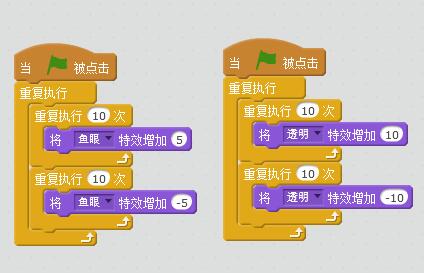 当 被点击
重复执行
重复执行 10 次
将 鱼眼 特效增加 5
重复执行 10 次
将 鱼眼 特效增加 -5
当 被点击
重复执行
重复执行 10 次
将 透明 特效增加 10
重复执行 10 次
将 透明 特效增加 -10